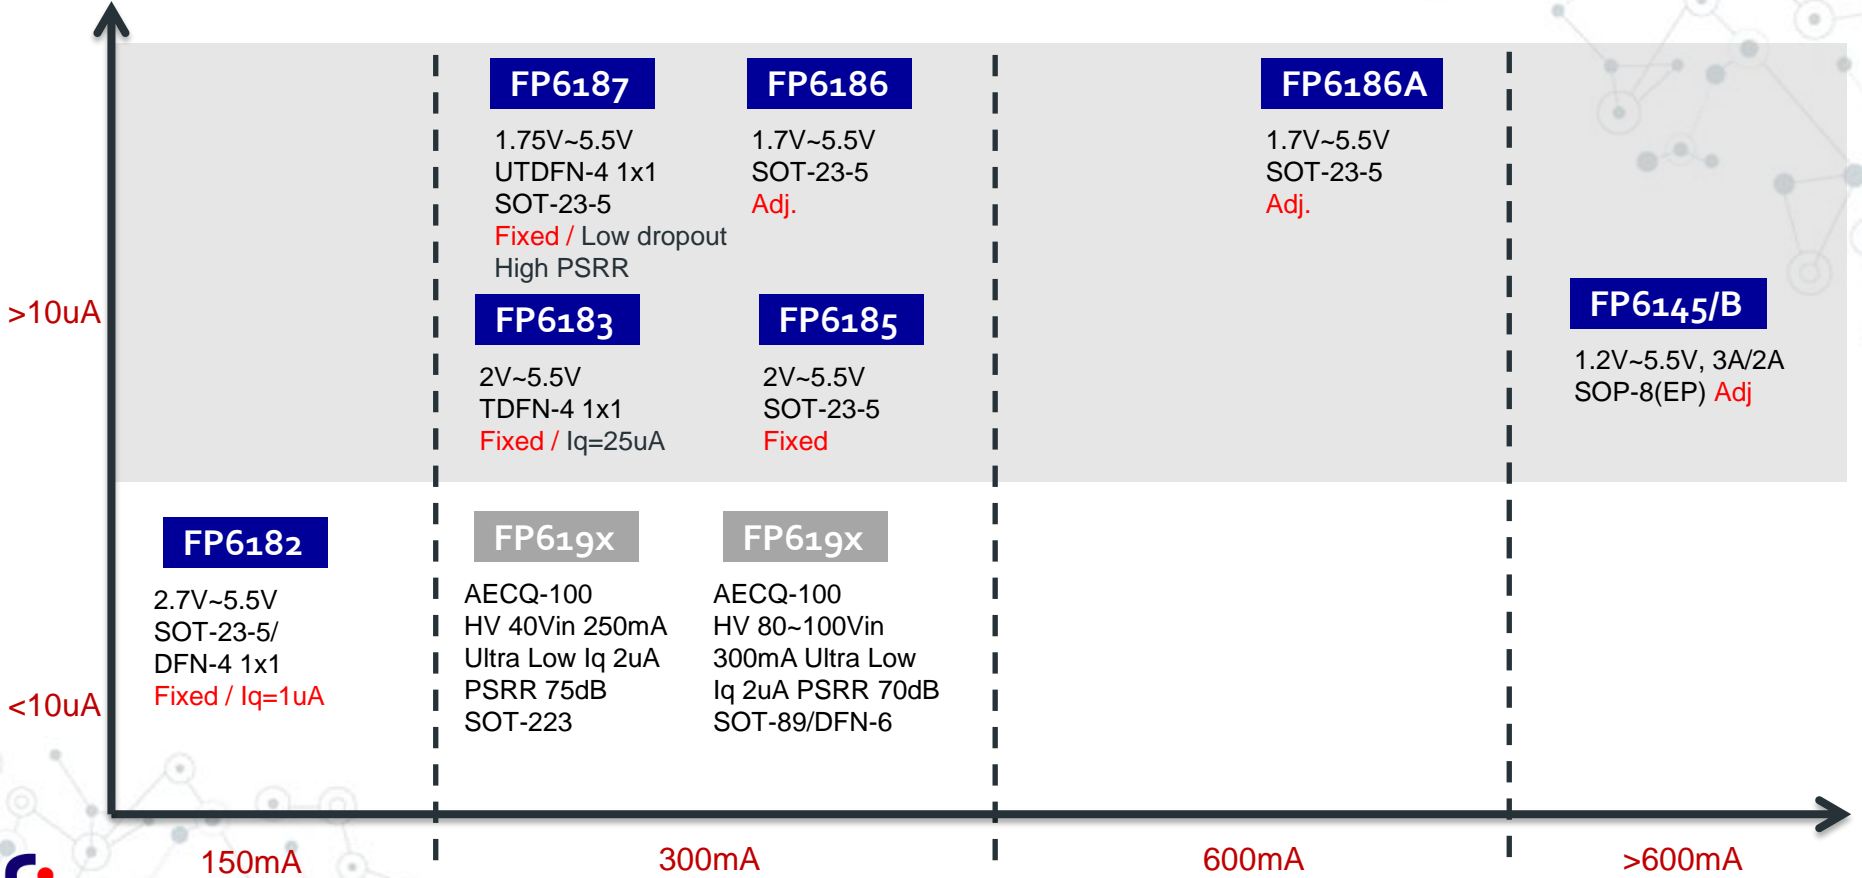 FP6187
1.75V~5.5V
UTDFN-4 1x1
SOT-23-5
Fixed / Low dropout
High PSRR
FP6186
1.7V~5.5V
SOT-23-5
Adj.
FP6186A
1.7V~5.5V
SOT-23-5
Adj.
>10uA
FP6183
2V~5.5V
TDFN-4 1x1
Fixed / Iq=25uA
FP6185
2V~5.5V
SOT-23-5
Fixed
FP6145/B
1.2V~5.5V, 3A/2A
SOP-8(EP) Adj
<10uA
FP6182
2.7V~5.5V
SOT-23-5/
DFN-4 1x1
Fixed / Iq=1uA
FP619x
AECQ-100
HV 40Vin 250mA
Ultra Low Iq 2uA
PSRR 75dB
SOT-223
FP619x
AECQ-100
HV 80~100Vin
300mA Ultra Low
Iq 2uA PSRR 70dB
SOT-89/DFN-6
150mA
300mA
600mA
>600mA